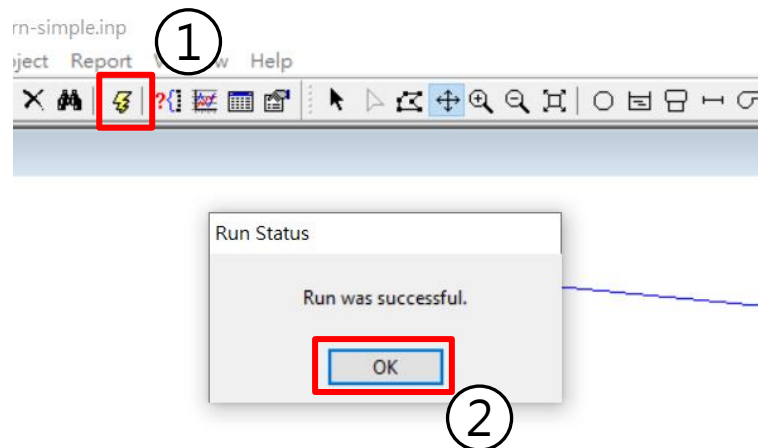 rn-simple.inp
①
ject Report w Help
Run Status
Run was successful.
OK
②